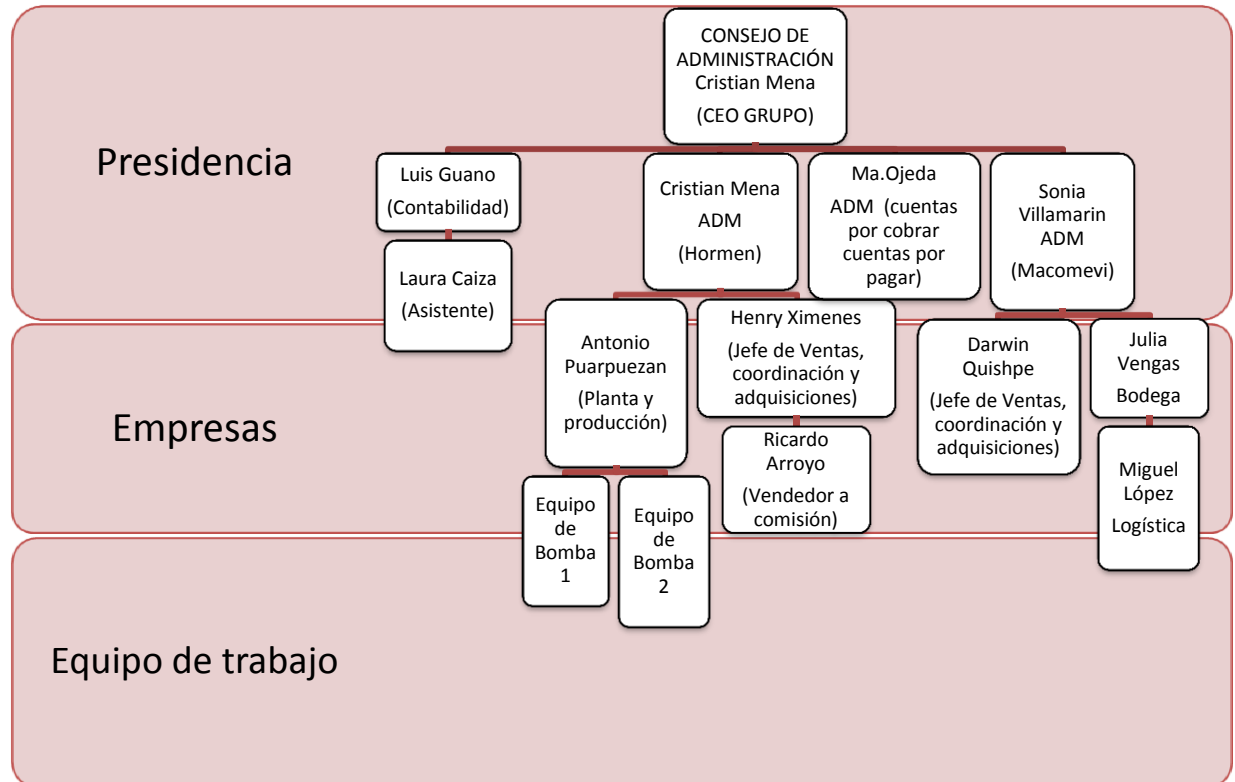 Presidencia
CONSEJO DE
ADMINISTRACIÓN
Cristian Mena
(CEO GRUPO)
Luis Guano
(Contabilidad)
Laura Caiza
(Asistente)
Cristian Mena
ADM
(Hormen)
Ma.Ojeda
ADM (cuentas
por cobrar
cuentas por
pagar)
Sonia
Villamarin
ADM
(Macomevi)
Empresas
Antonio
Puarpuezan
(Planta y
producción)
Henry Ximenes
(Jefe de Ventas,
coordinación y
adquisiciones)
Ricardo
Arroyo
(Vendedor a
comisión)
Darwin
Quishpe
(Jefe de Ventas,
coordinación y
adquisiciones)
Julia
Vengas
Bodega
Miguel
López
Logística
Equipo
de
Bomba
1
Equipo
de
Bomba
2
Equipo de trabajo